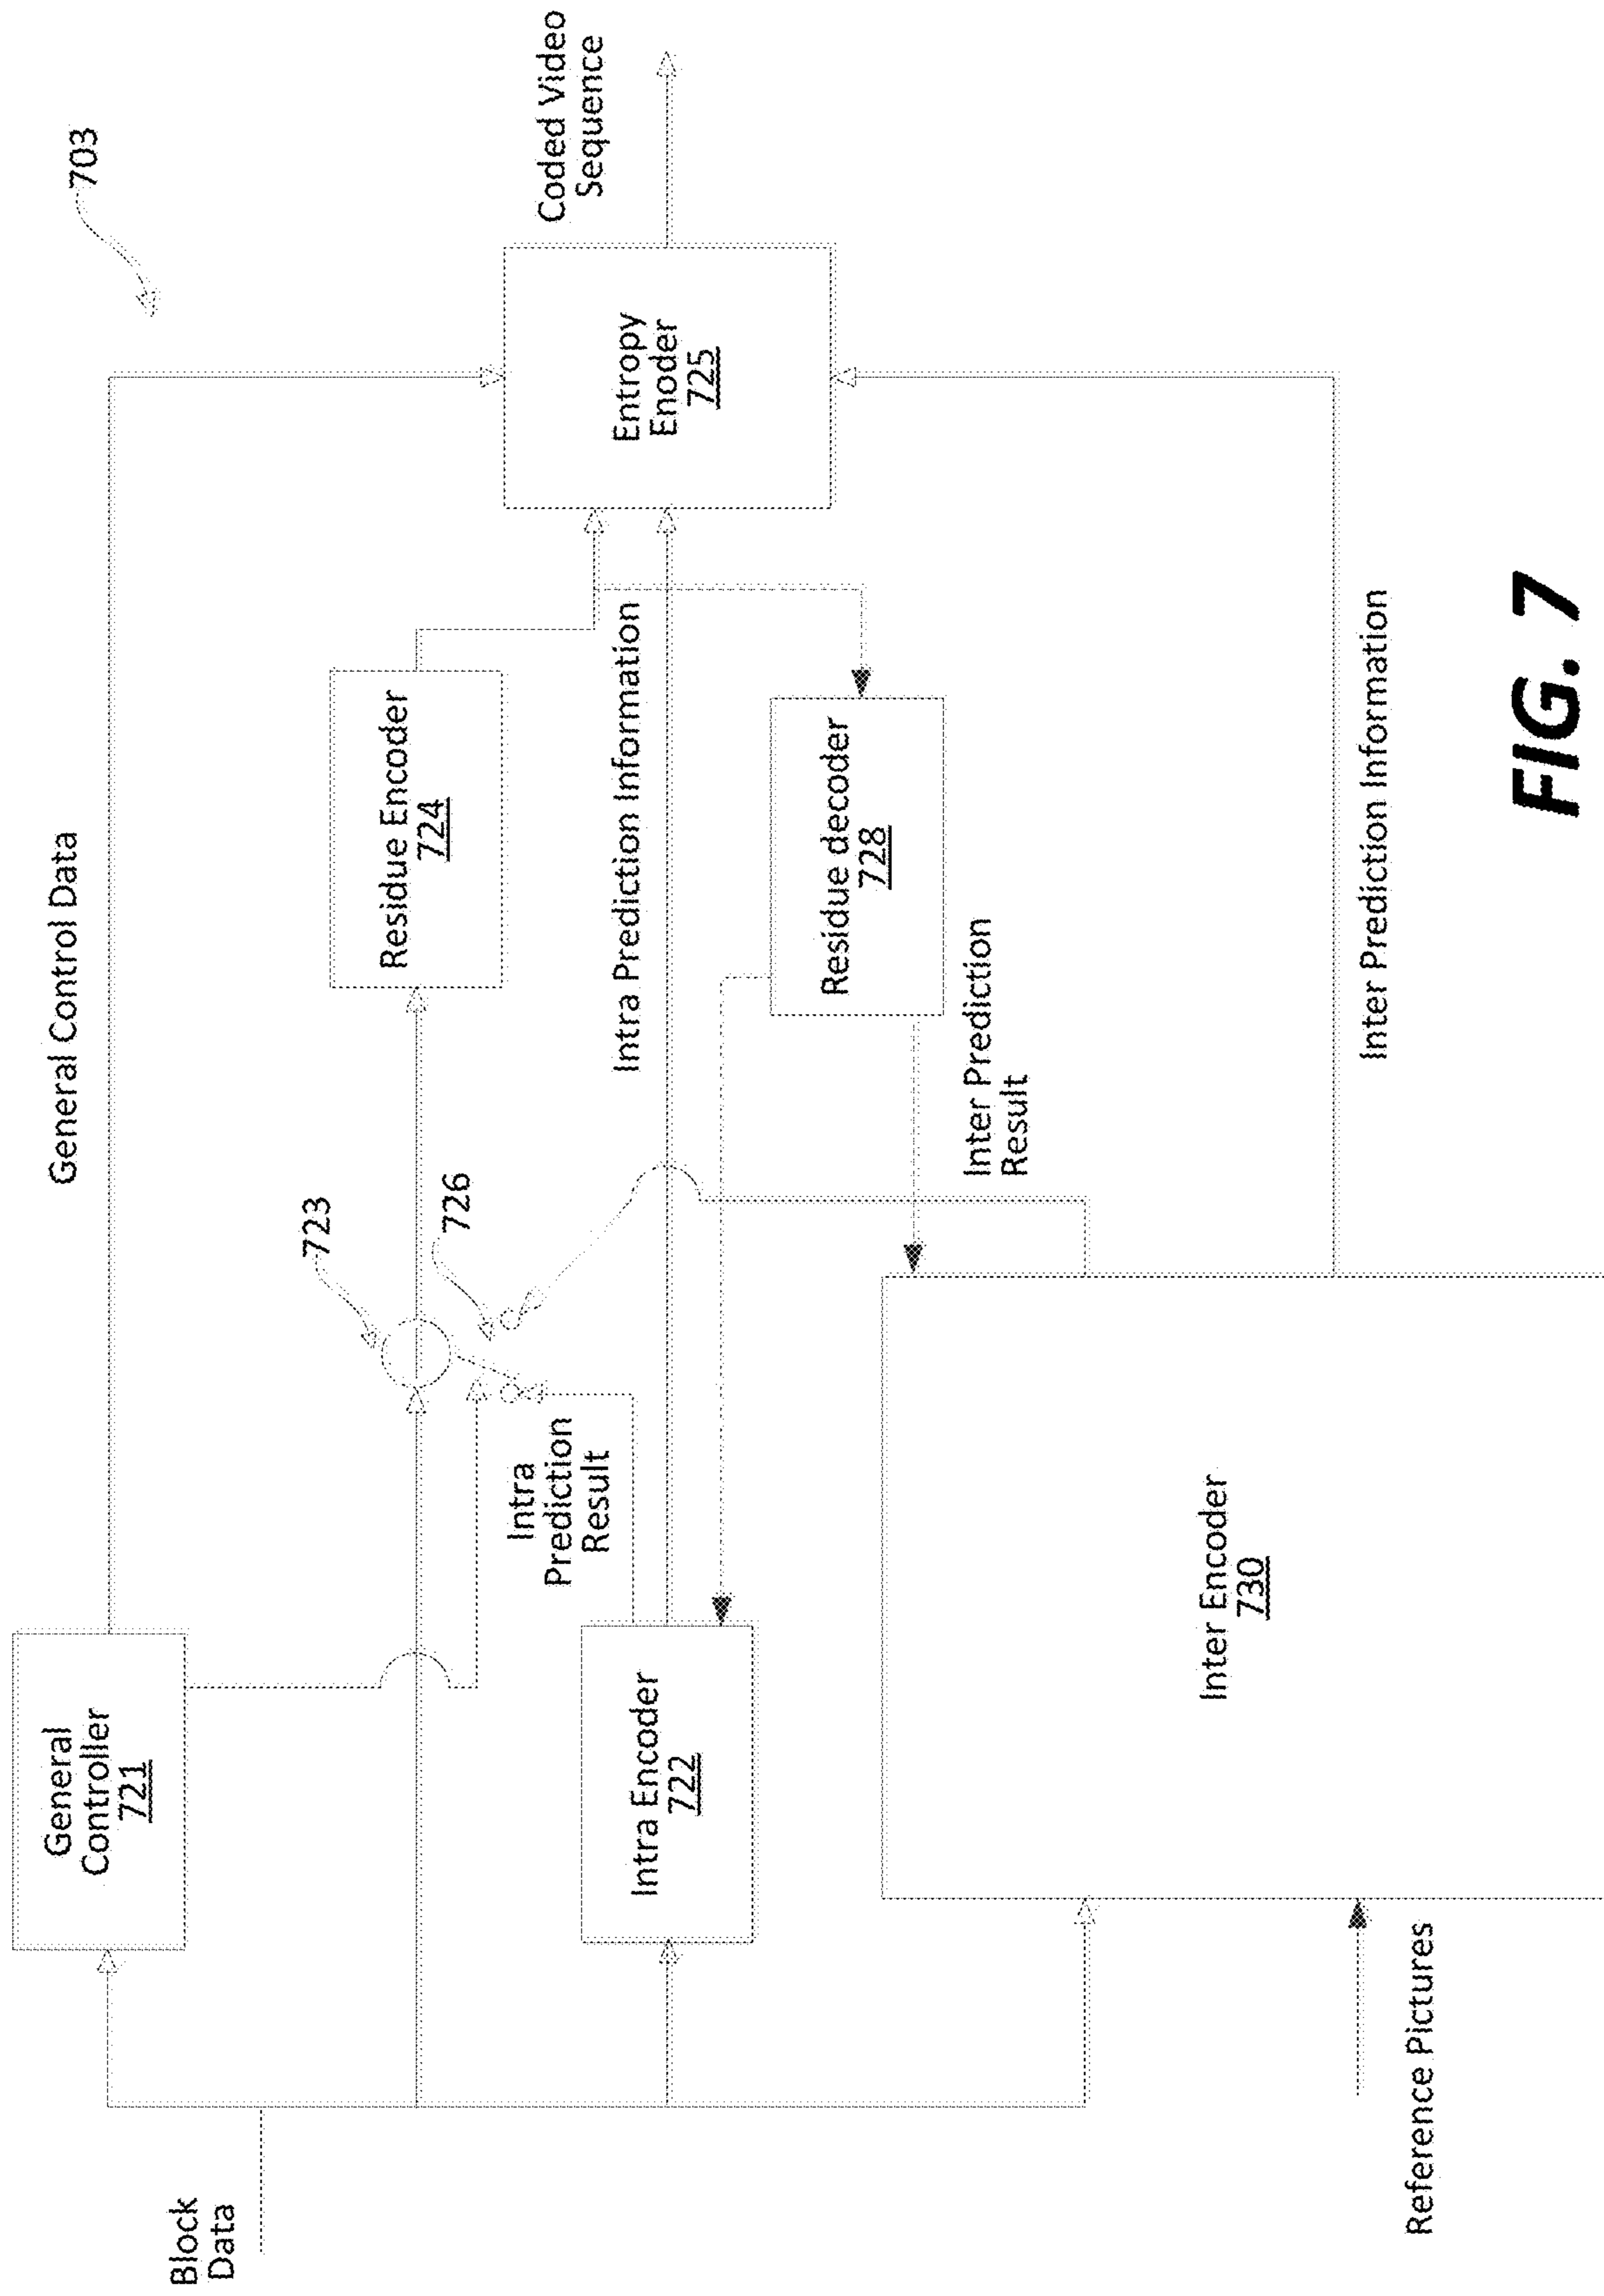 703
General Control Data
General
Controller
721
Block
Data
723
726
Residue Encoder
724
Coded Video
Sequence
Entropy
Enoder
725
Intra
Prediction
Result
Intra Prediction Information
Intra Encoder
722
Residue decoder
728
Inter Prediction
Result
Inter Encoder
730
Inter Prediction Information
Reference Pictures
FIG. 7